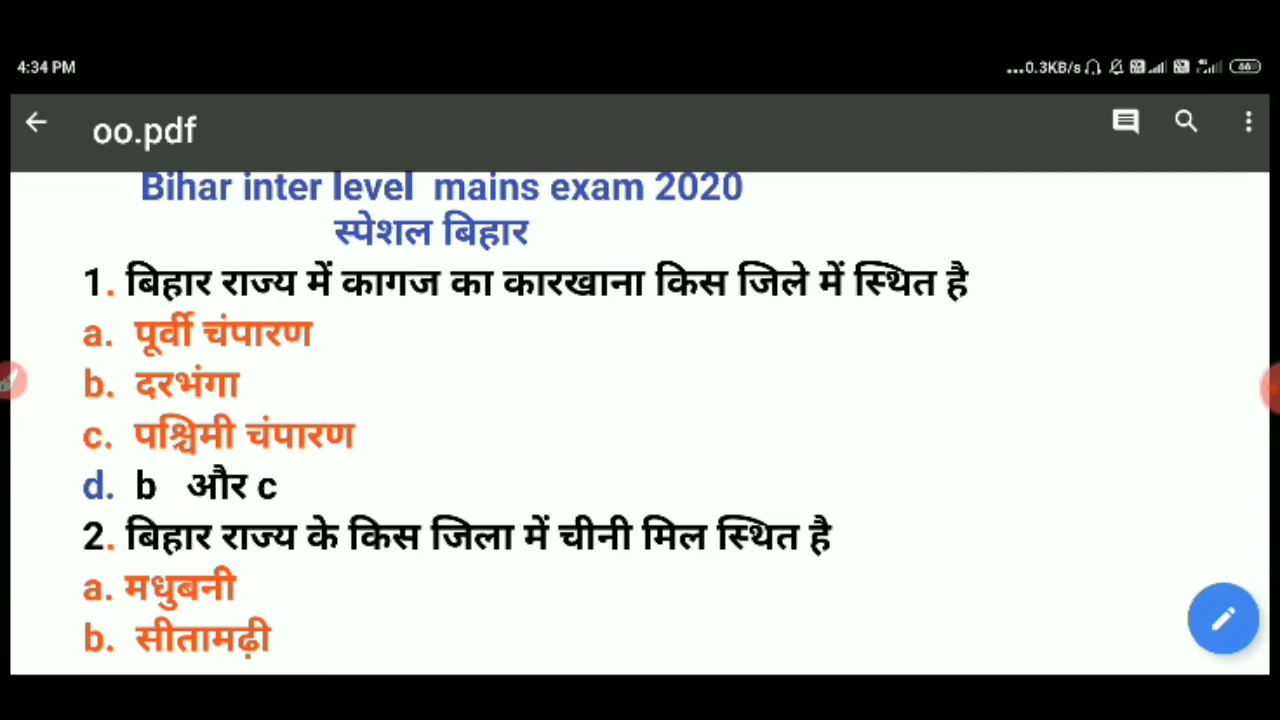 4:34 PM
...0.3KB/s
46
oo.pdf
Bihar inter level mains exam 2020
स्पेशल बिहार
1. बिहार राज्य में कागज का कारखाना किस जिले में स्थित है
a. पूर्वी चंपारण
b. दरभंगा
c. पश्चिमी चंपारण
d. b और c
2. बिहार राज्य के किस जिला में चीनी मिल स्थित है
a. मधुबनी
b. सीतामढ़ी